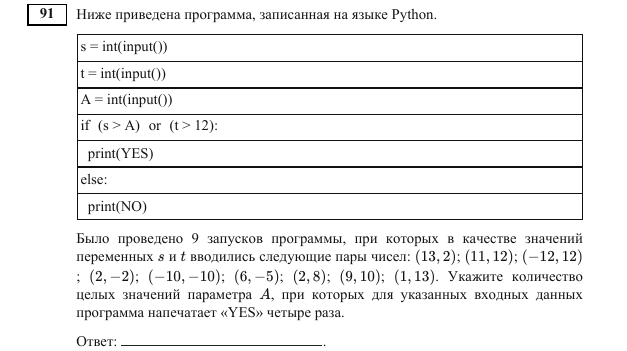 91 Ниже приведена программа, записанная на языке Python.
s = int(input())
t = int(input())
A = int(input())
if (s > A) or (t > 12):
print(YES)
else:
print(NO)
Было проведено 9 запусков программы, при которых в качестве значений
переменных s и t вводились следующие пары чисел: (13, 2); (11, 12); (−12, 12)
; (2, −2); (−10, −10); (6, −5); (2, 8); (9, 10); (1, 13). Укажите количество
целых значений параметра A, при которых для указанных входных данных
программа напечатает «YES» четыре раза.
Ответ: .